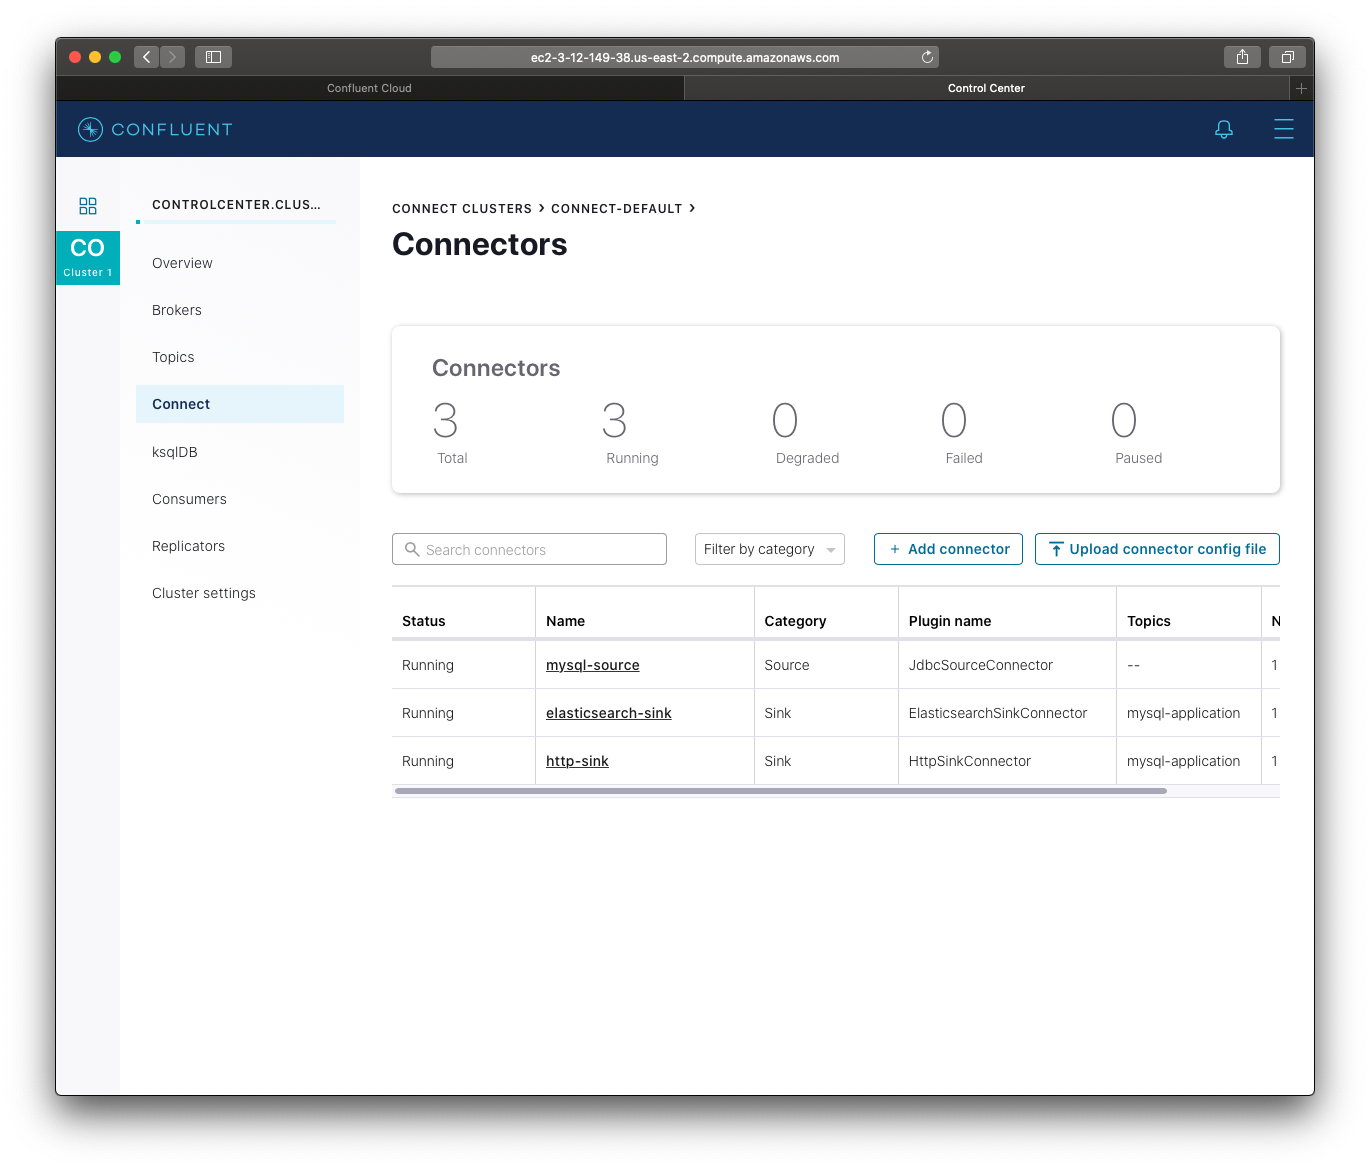 ec2-3-12-149-38.us-east-2.compute.amazonaws.com
Confluent Cloud
Control Center
CONFLUENT
CO
Cluster 1
CONTROLCENTER.CLUS...
Overview
Brokers
Topics
Connect
ksqlDB
Consumers
Replicators
Cluster settings
CONNECT CLUSTERS > CONNECT-DEFAULT >
Connectors
Connectors
3 3 0 0 0
Total Running Degraded Failed Paused
Search connectors Filter by category + Add connector Upload connector config file
Status Name Category Plugin name Topics N
Running mysql-source Source JdbcSourceConnector -- 1
Running elasticsearch-sink Sink ElasticsearchSinkConnector mysql-application 1
Running http-sink Sink HttpSinkConnector mysql-application 1